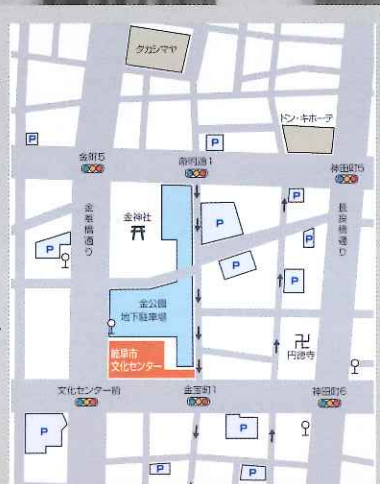 タカシマヤ
ドン・キホーテ
P
P
金町5
徹明通1
神田町5
P
金華橋通り
金神社
P
P
長良橋通り
P
P
P
金公園
地下駐車場
卍
円徳寺
岐阜市
文化センター
文化センター前
金宝町1
神田町6
P
P
P
P